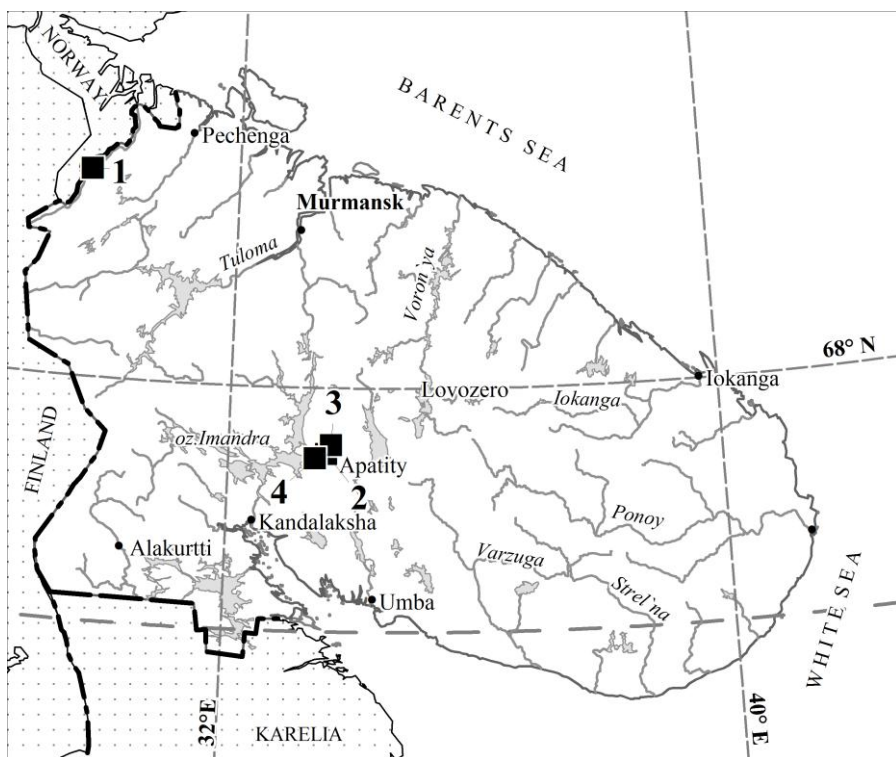 NORWAY
BARENTS SEA
Pechenga
1
Murmansk
Tuloma
Voron`ya
68° N
Lovozero
Iokanga
Iokanga
3
oz.Imandra
FINLAND
Apatity
4
2
Kandalaksha
Ponoy
Alakurtti
Varzuga
Strel`na
Umba
WHITE SEA
32°E
40° E
KARELIA